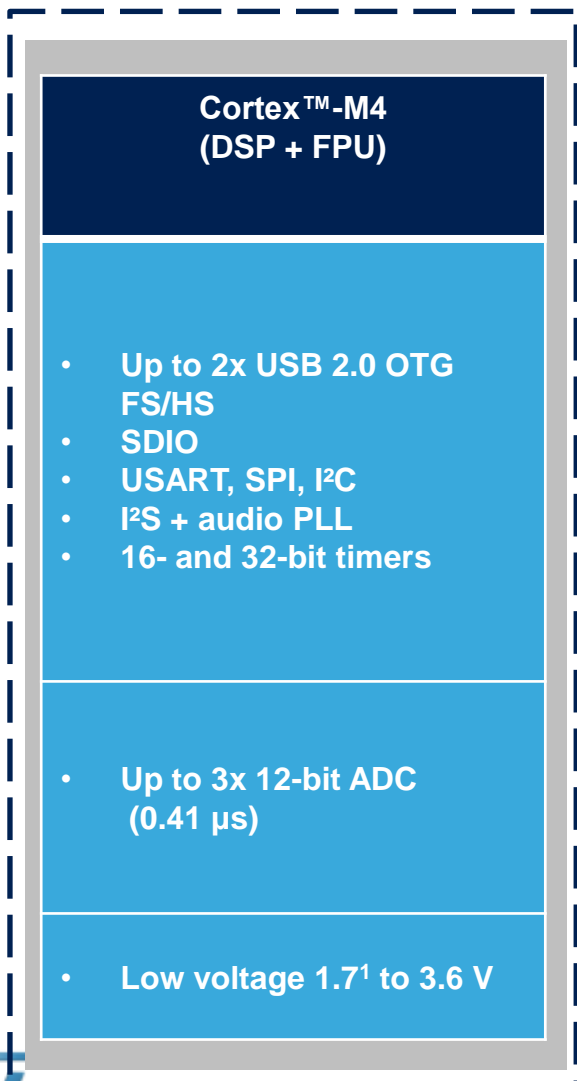 Cortex™-M4
(DSP + FPU)
• Up to 2x USB 2.0 OTG
FS/HS
• SDIO
• USART, SPI, I²C
• I²S + audio PLL
• 16- and 32-bit timers
• Up to 3x 12-bit ADC
(0.41 µs)
• Low voltage 1.7¹ to 3.6 V